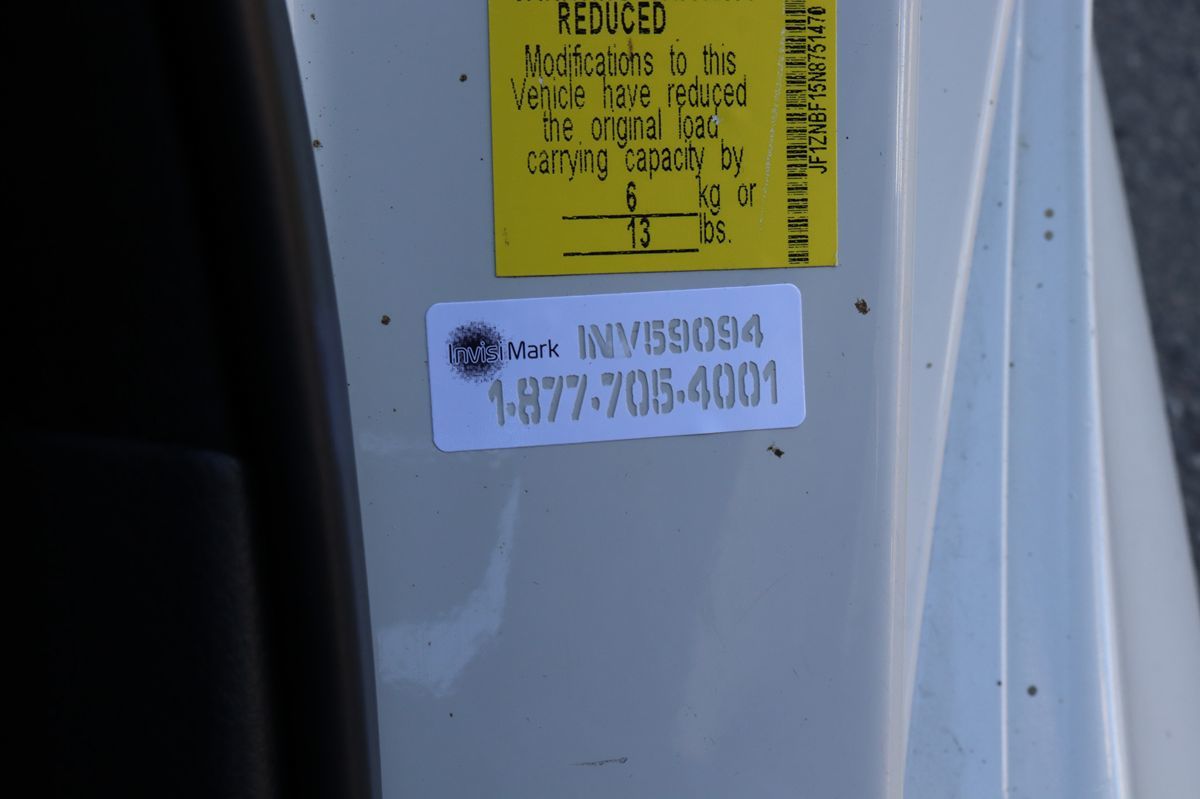 REDUCED
Modifications to this
Vehicle have reduced
the original load
carrying capacity by
6 kg or
13 lbs.
JF1ZNBF15N8751470
InvisiMark INV59094
1-877-705-4001